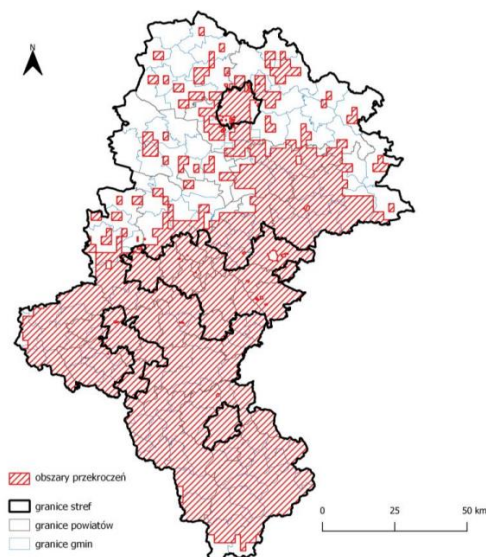 N
obszary przekroczeń
granice stref
granice powiatów
granice gmin
0 25 50 km